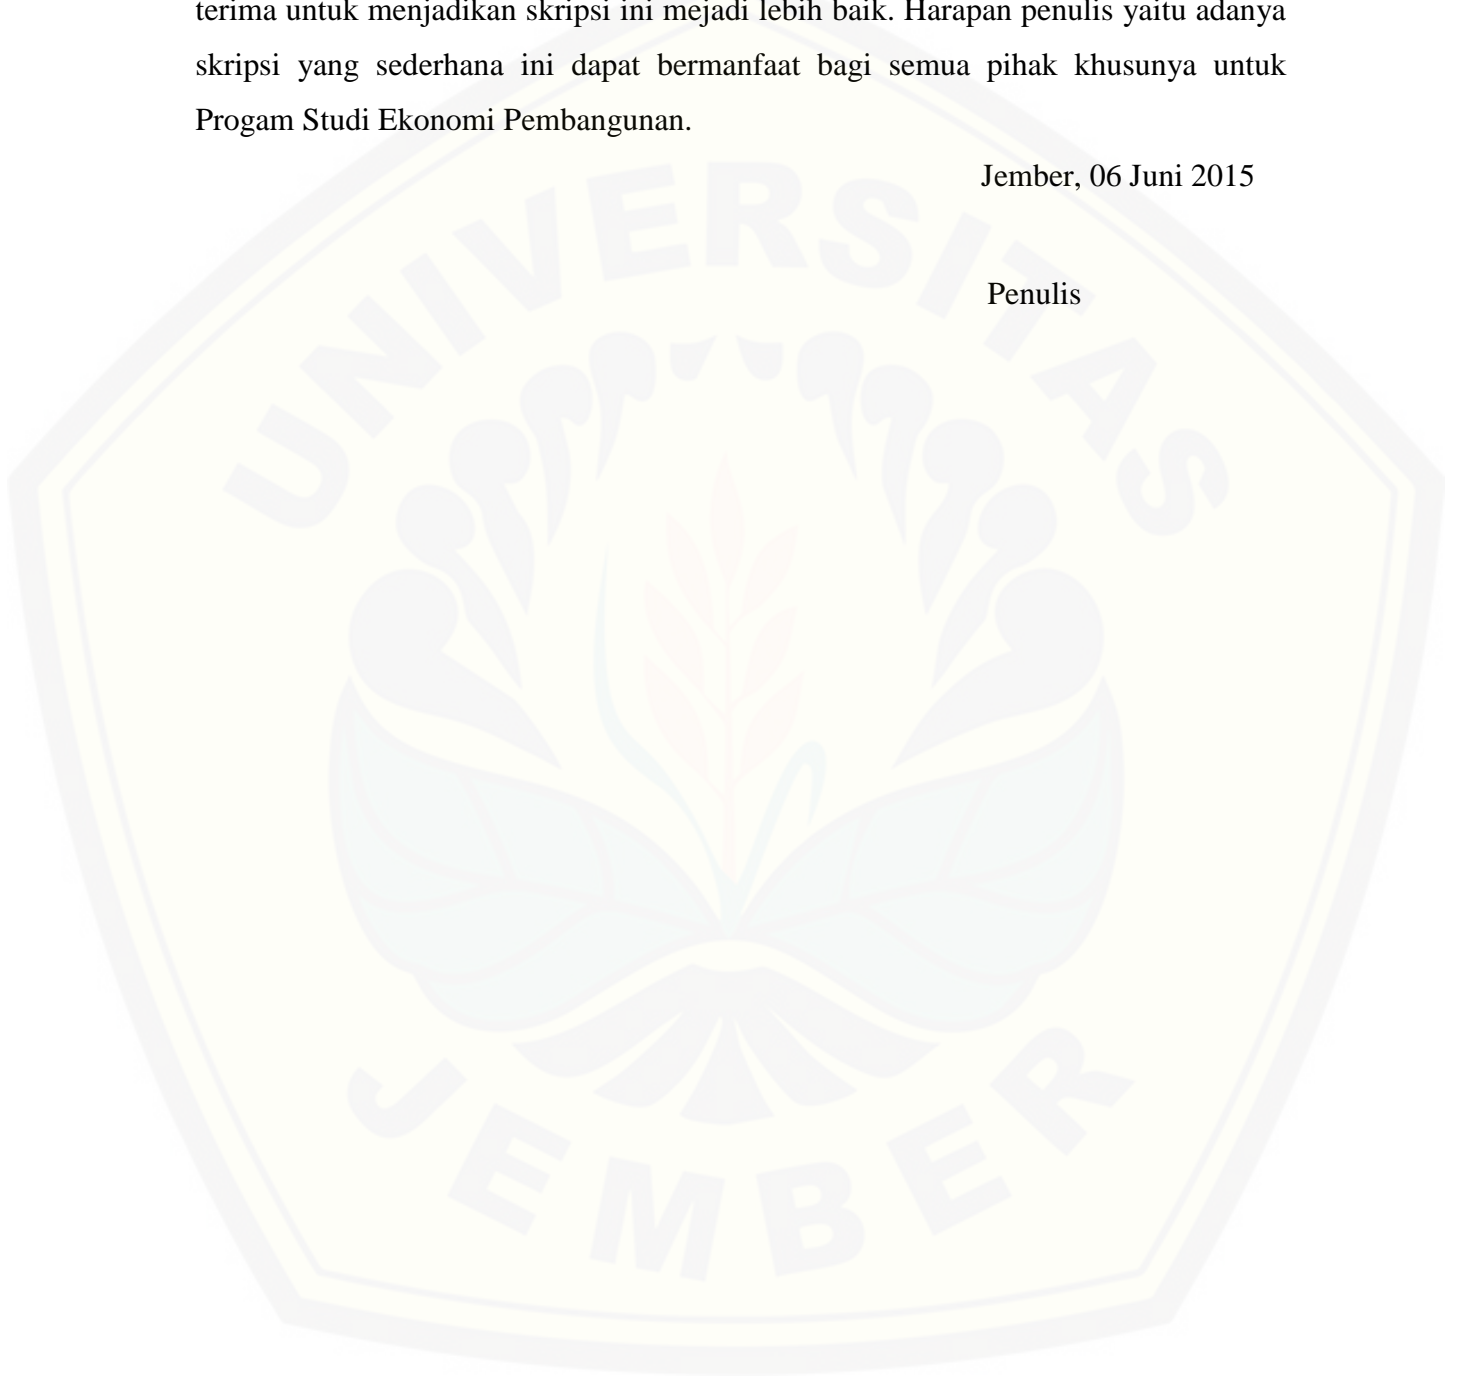 terima untuk menjadikan skripsi ini mejadi lebih baik. Harapan penulis yaitu adanya
skripsi yang sederhana ini dapat bermanfaat bagi semua pihak khusunya untuk
Progam Studi Ekonomi Pembangunan.
Jember, 06 Juni 2015
Penulis
UNIVERSITAS
JEMBER